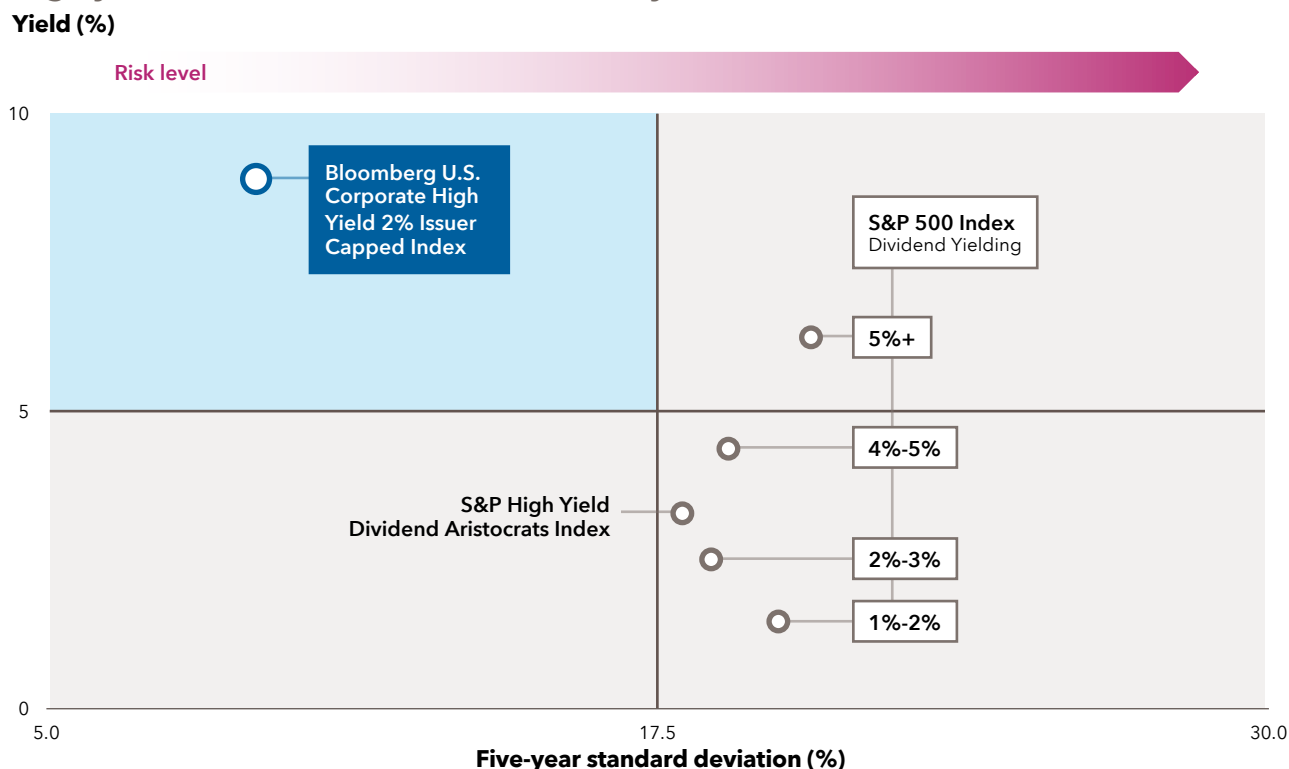 Yield (%)
Risk level
10
Bloomberg U.S.
Corporate High
Yield 2% Issuer
Capped Index
S&P 500 Index
Dividend Yielding
5%+
5
4%-5%
S&P High Yield
Dividend Aristocrats Index
2%-3%
1%-2%
0
5.0
17.5
30.0
Five-year standard deviation (%)